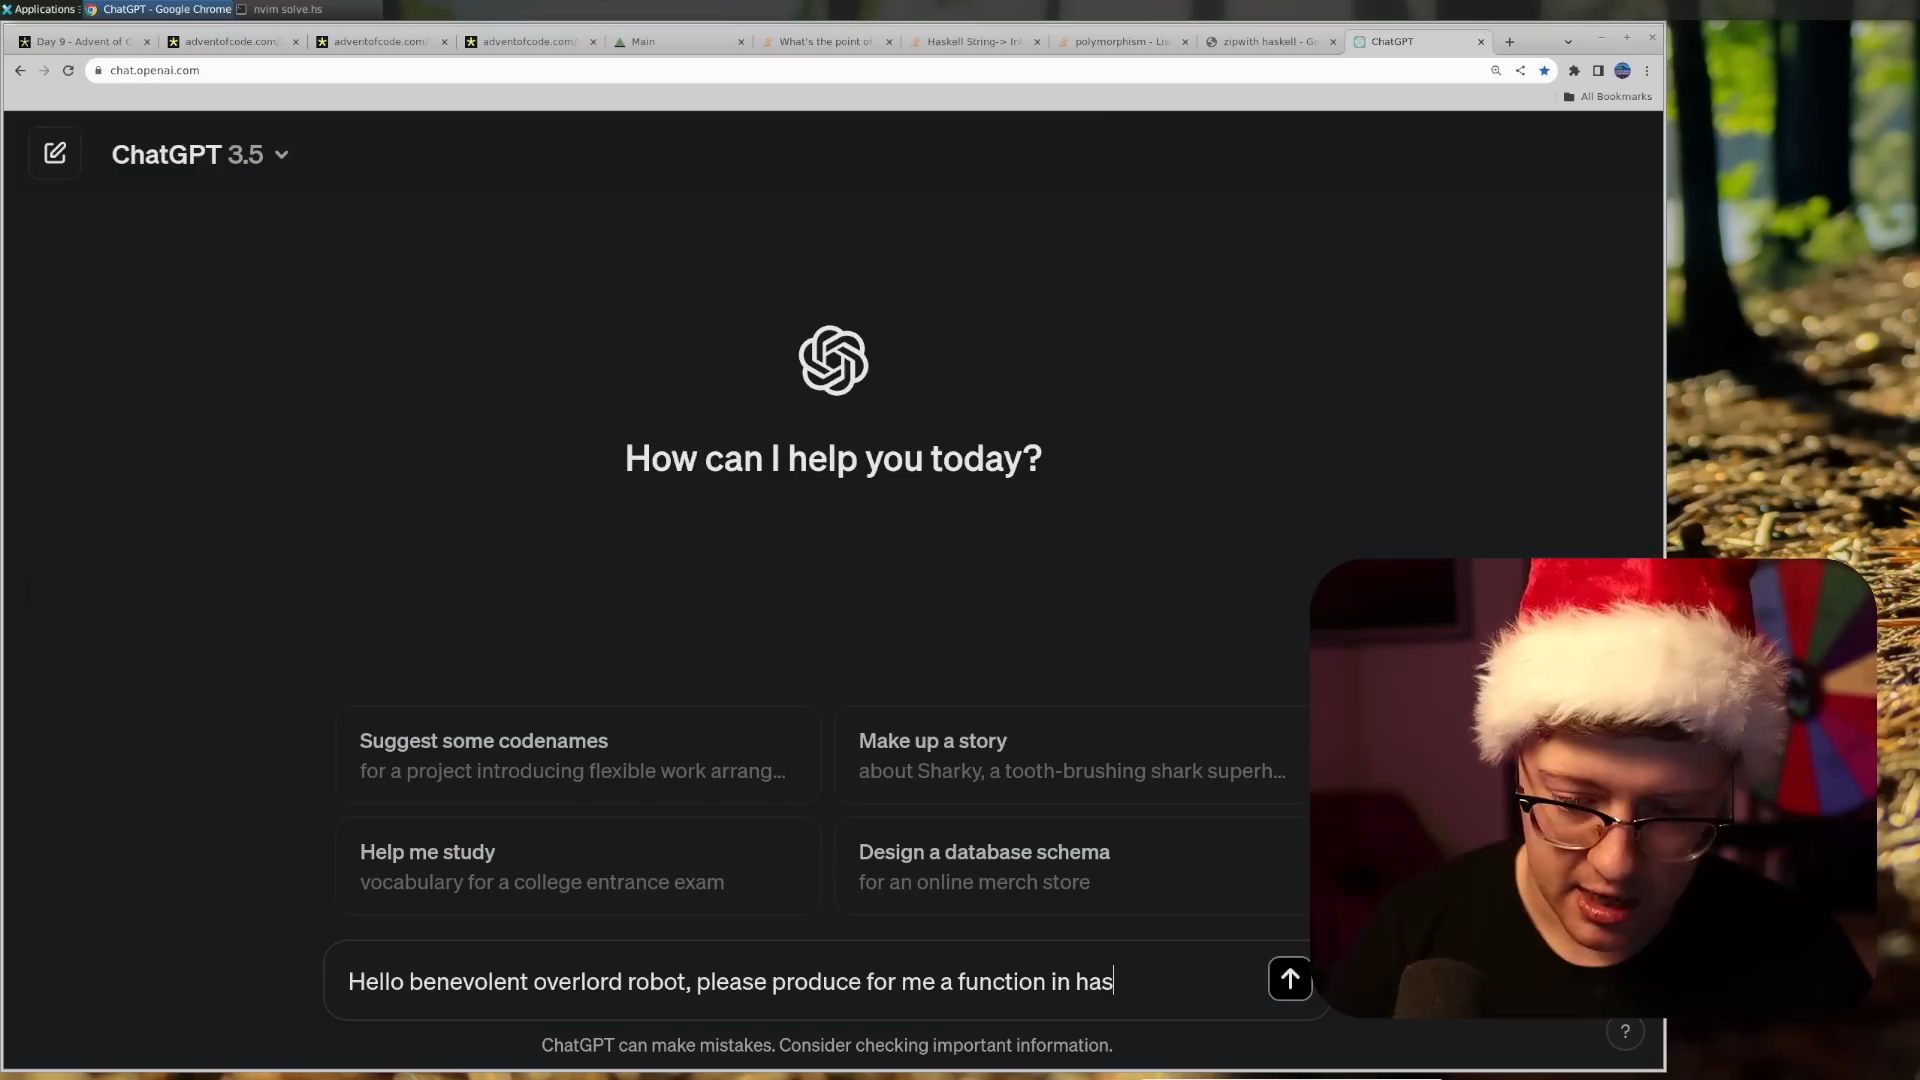 Applications
ChatGPT - Google Chrome
nvim solve.hs
Day 9 - Advent of C
adventofcode.com/
adventofcode.com/
adventofcode.com/
Main
What's the point of
Haskell String-> In
polymorphism - Lis
zipwith haskell - Go
ChatGPT
chat.openai.com
All Bookmarks
ChatGPT 3.5
How can I help you today?
Suggest some codenames
for a project introducing flexible work arrang...
Make up a story
about Sharky, a tooth-brushing shark superh...
Help me study
vocabulary for a college entrance exam
Design a database schema
for an online merch store
Hello benevolent overlord robot, please produce for me a function in has
ChatGPT can make mistakes. Consider checking important information.
?